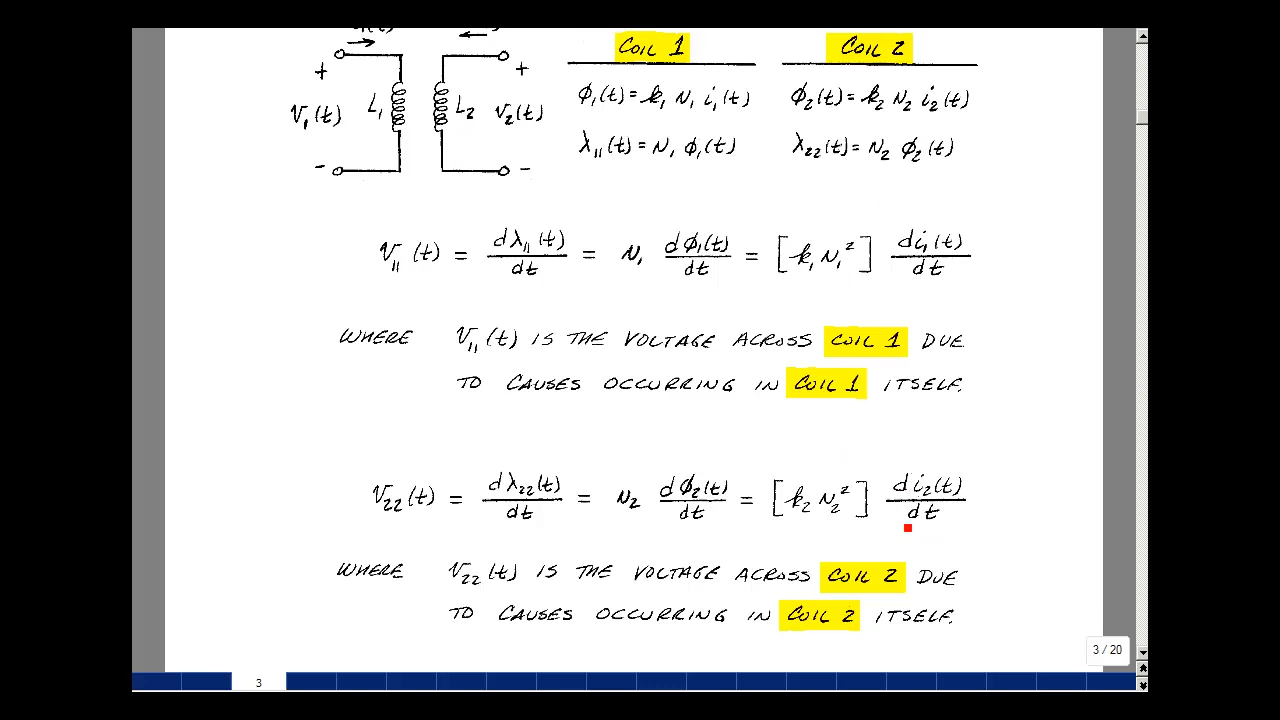 COIL 1 COIL 2
+ + ϕ₁(t) = k₁ N₁ i₁(t) ϕ₂(t) = k₂ N₂ i₂(t)
V₁(t) L₁ L₂ V₂(t)
λ₁₁(t) = N₁ ϕ₁(t) λ₂₂(t) = N₂ ϕ₂(t)
- -
V₁₁(t) = dλ₁₁(t)/dt = N₁ dϕ₁(t)/dt = [k₁ N₁²] di₁(t)/dt
WHERE V₁₁(t) IS THE VOLTAGE ACROSS COIL 1 DUE
TO CAUSES OCCURRING IN COIL 1 ITSELF.
V₂₂(t) = dλ₂₂(t)/dt = N₂ dϕ₂(t)/dt = [k₂ N₂²] di₂(t)/dt
WHERE V₂₂(t) IS THE VOLTAGE ACROSS COIL 2 DUE
TO CAUSES OCCURRING IN COIL 2 ITSELF.
3 / 20
3